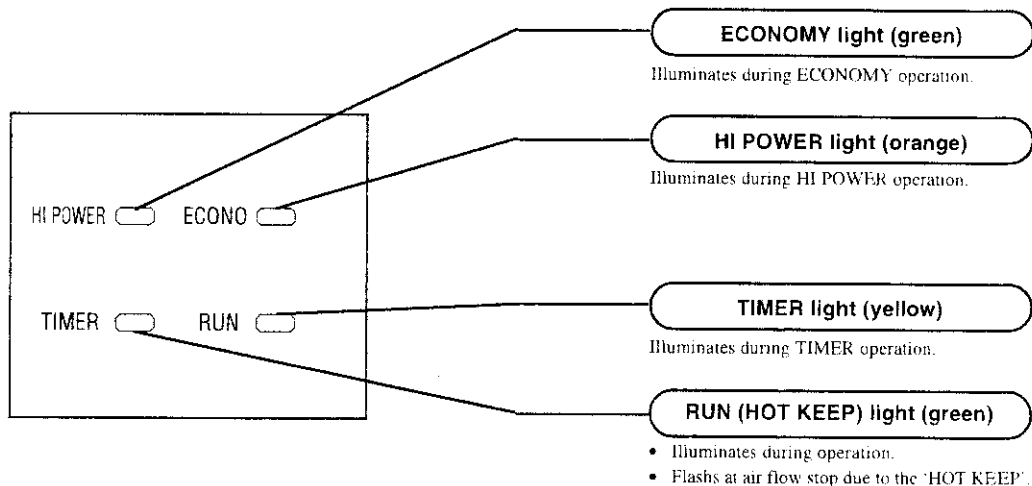 ECONOMY light (green)
Illuminates during ECONOMY operation.
HI POWER light (orange)
Illuminates during HI POWER operation.
HI POWER ECONO
TIMER RUN
TIMER light (yellow)
Illuminates during TIMER operation.
RUN (HOT KEEP) light (green)
• Illuminates during operation.
• Flashs at air flow stop due to the 'HOT KEEP'.